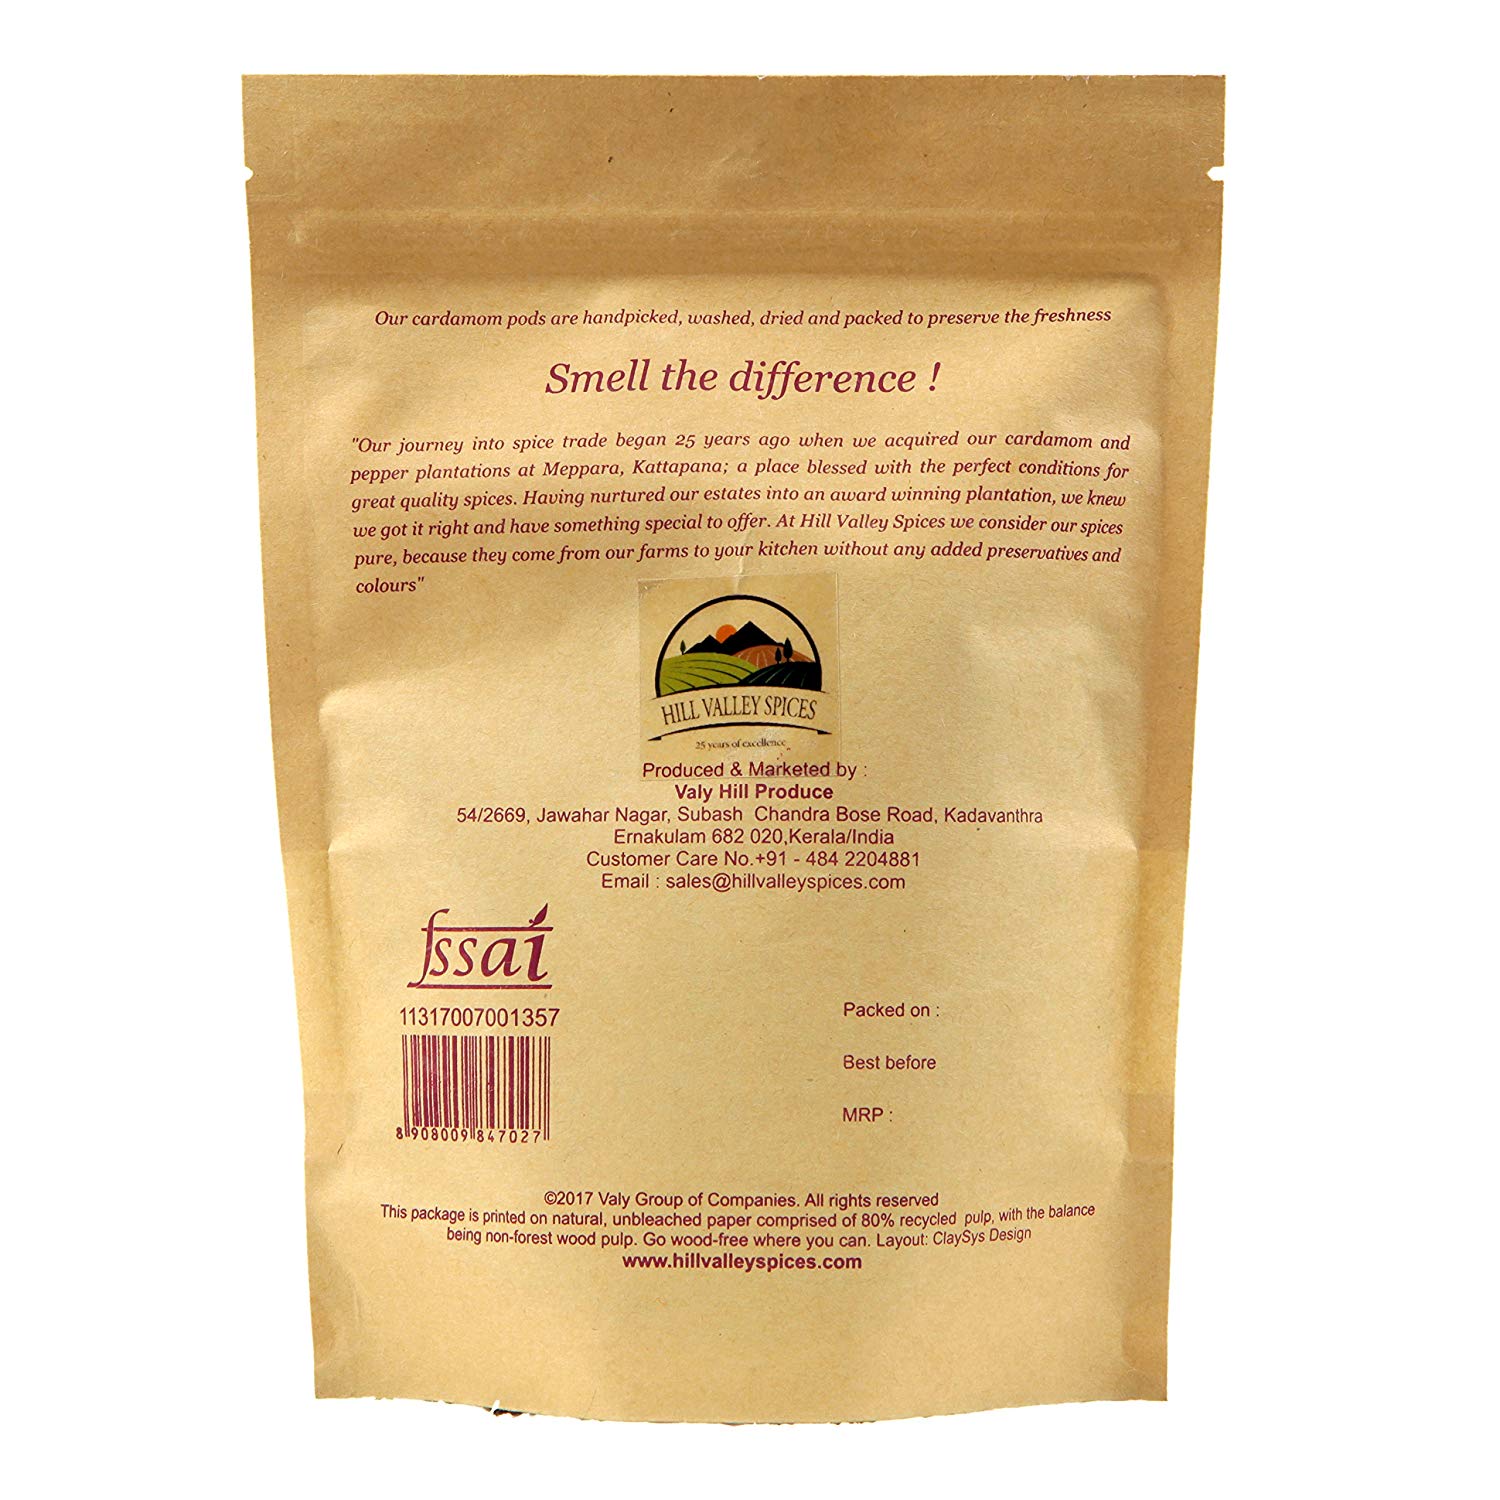 Our cardamom pods are handpicked, washed, dried and packed to preserve the freshness
Smell the difference !
"Our journey into spice trade began 25 years ago when we acquired our cardamom and
pepper plantations at Meppara, Kattapana; a place blessed with the perfect conditions for
great quality spices. Having nurtured our estates into an award winning plantation, we knew
we got it right and have something special to offer. At Hill Valley Spices we consider our spices
pure, because they come from our farms to your kitchen without any added preservatives and
colours"
HILL VALLEY SPICES
25 years of excellence
Produced & Marketed by :
Valy Hill Produce
54/2669, Jawahar Nagar, Subash Chandra Bose Road, Kadavanthra
Ernakulam 682 020,Kerala/India
Customer Care No.+91 - 484 2204881
Email : sales@hillvalleyspices.com
fssai
11317007001357
8 908009 847027
Packed on :
Best before
MRP :
©2017 Valy Group of Companies. All rights reserved
This package is printed on natural, unbleached paper comprised of 80% recycled pulp, with the balance
being non-forest wood pulp. Go wood-free where you can. Layout: ClaySys Design
www.hillvalleyspices.com